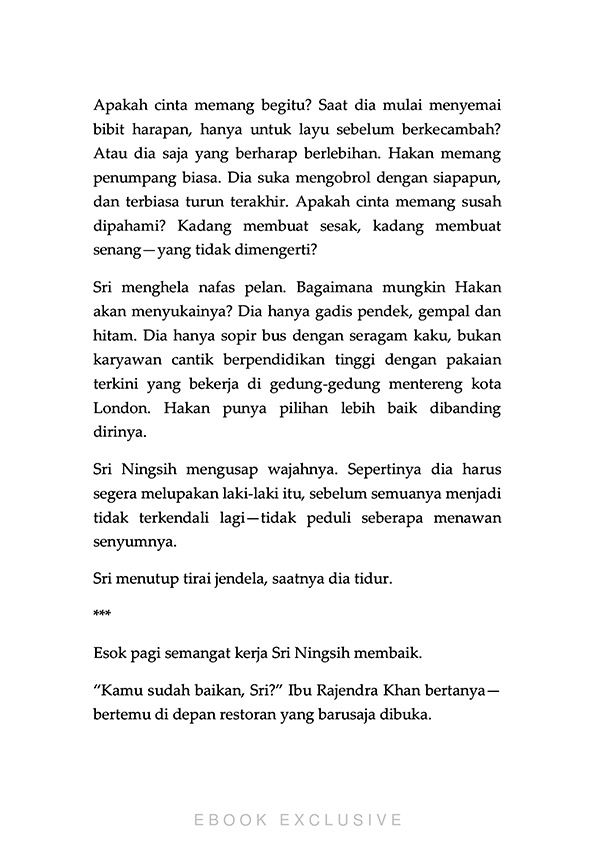 Apakah cinta memang begitu? Saat dia mulai menyemai
bibit harapan, hanya untuk layu sebelum berkecambah?
Atau dia saja yang berharap berlebihan. Hakan memang
penumpang biasa. Dia suka mengobrol dengan siapapun,
dan terbiasa turun terakhir. Apakah cinta memang susah
dipahami? Kadang membuat sesak, kadang membuat
senang—yang tidak dimengerti?
Sri menghela nafas pelan. Bagaimana mungkin Hakan
akan menyukainya? Dia hanya gadis pendek, gempal dan
hitam. Dia hanya sopir bus dengan seragam kaku, bukan
karyawan cantik berpendidikan tinggi dengan pakaian
terkini yang bekerja di gedung-gedung mentereng kota
London. Hakan punya pilihan lebih baik dibanding
dirinya.
Sri Ningsih mengusap wajahnya. Sepertinya dia harus
segera melupakan laki-laki itu, sebelum semuanya menjadi
tidak terkendali lagi—tidak peduli seberapa menawan
senyumnya.
Sri menutup tirai jendela, saatnya dia tidur.
***
Esok pagi semangat kerja Sri Ningsih membaik.
“Kamu sudah baikan, Sri?” Ibu Rajendra Khan bertanya—
bertemu di depan restoran yang barusaja dibuka.
EBOOK EXCLUSIVE